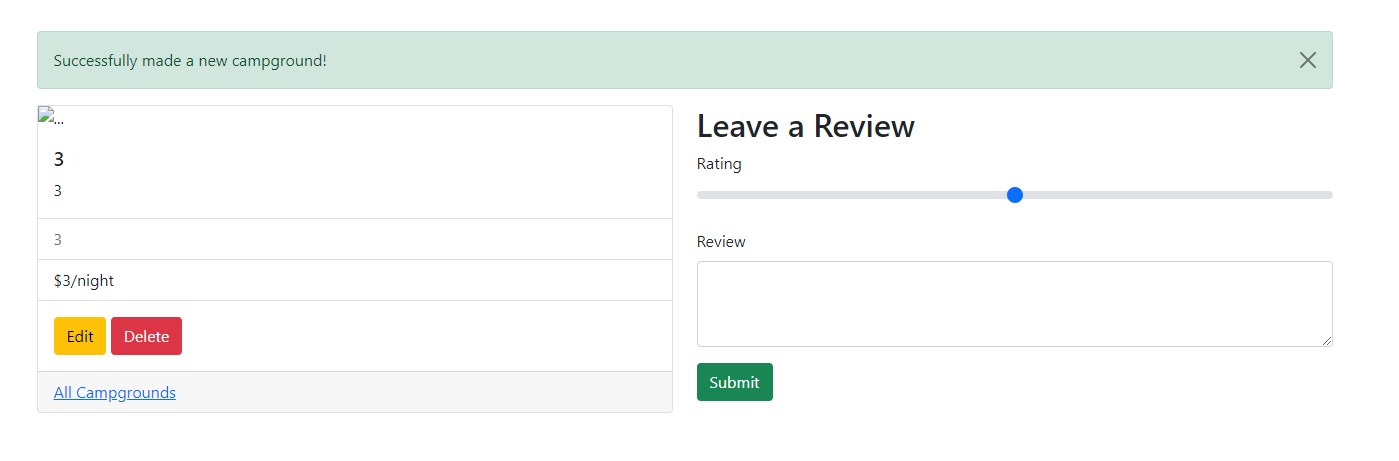 Successfully made a new campground!
...
3
3
3
$3/night
Edit Delete
All Campgrounds
Leave a Review
Rating
Review
Submit